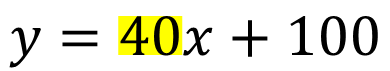 y = 40x + 100